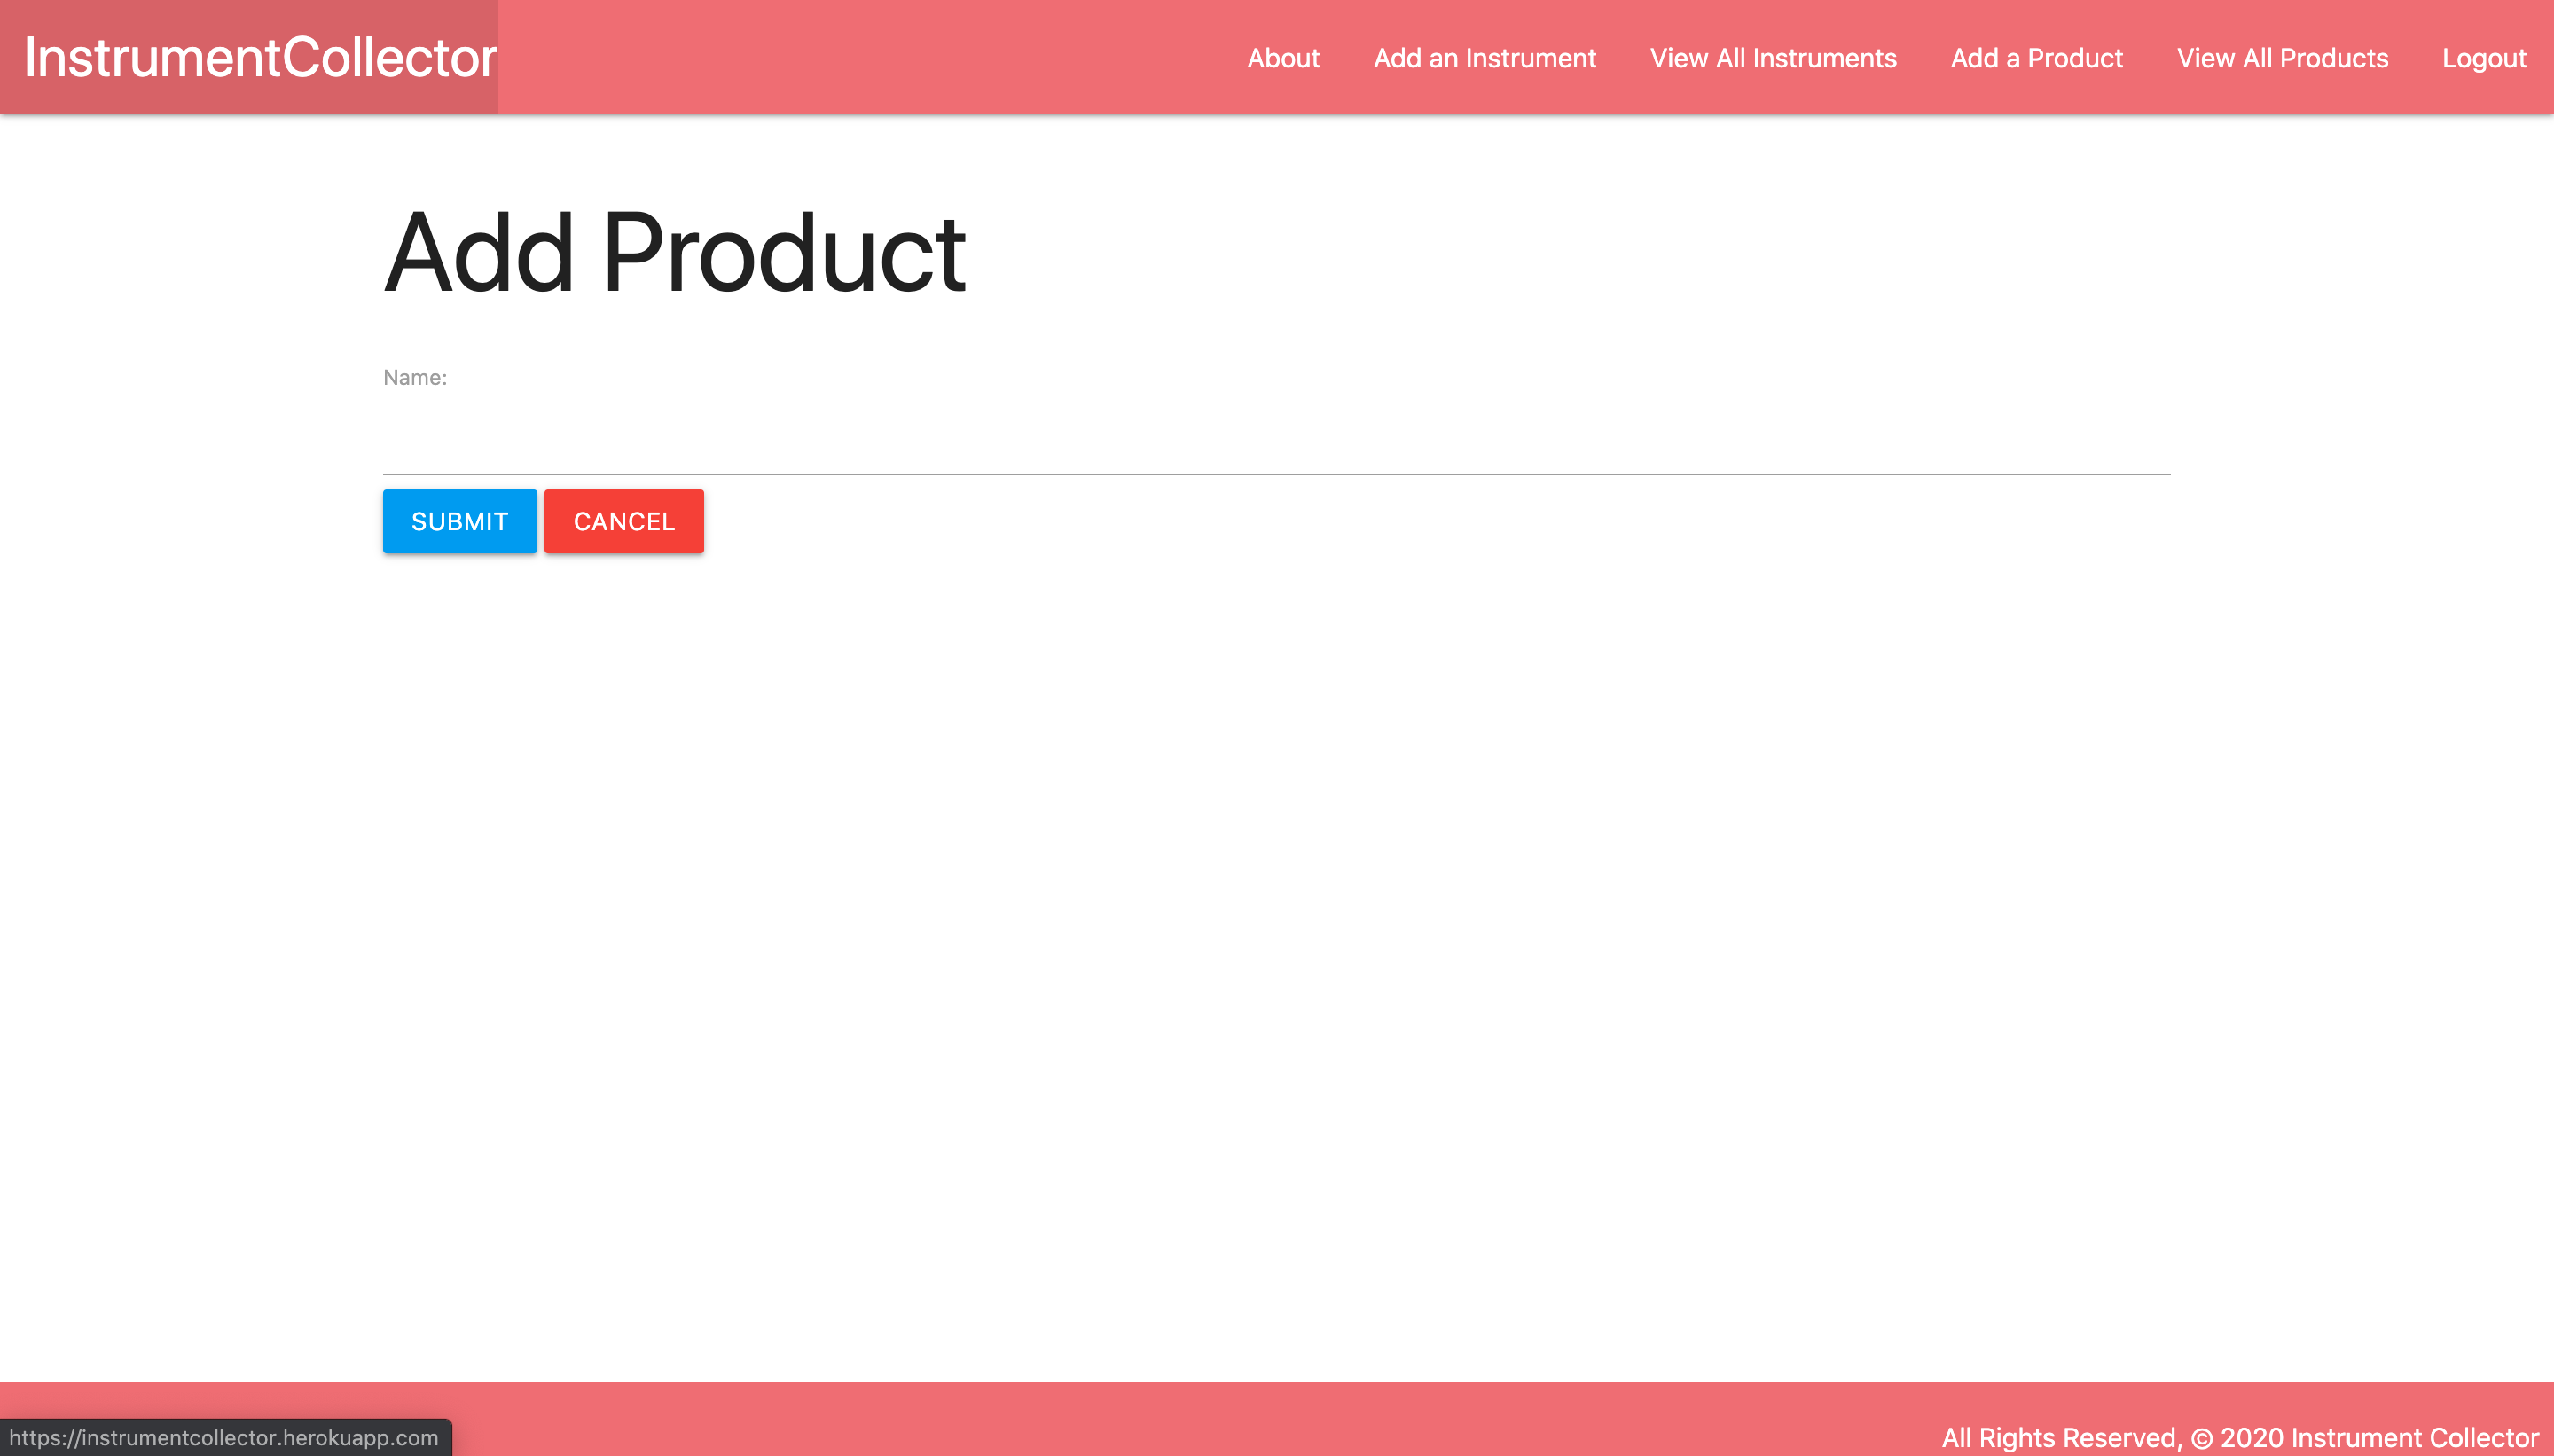 InstrumentCollector
About Add an Instrument View All Instruments Add a Product View All Products Logout
Add Product
Name:
SUBMIT CANCEL
https://instrumentcollector.herokuapp.com
All Rights Reserved, © 2020 Instrument Collector